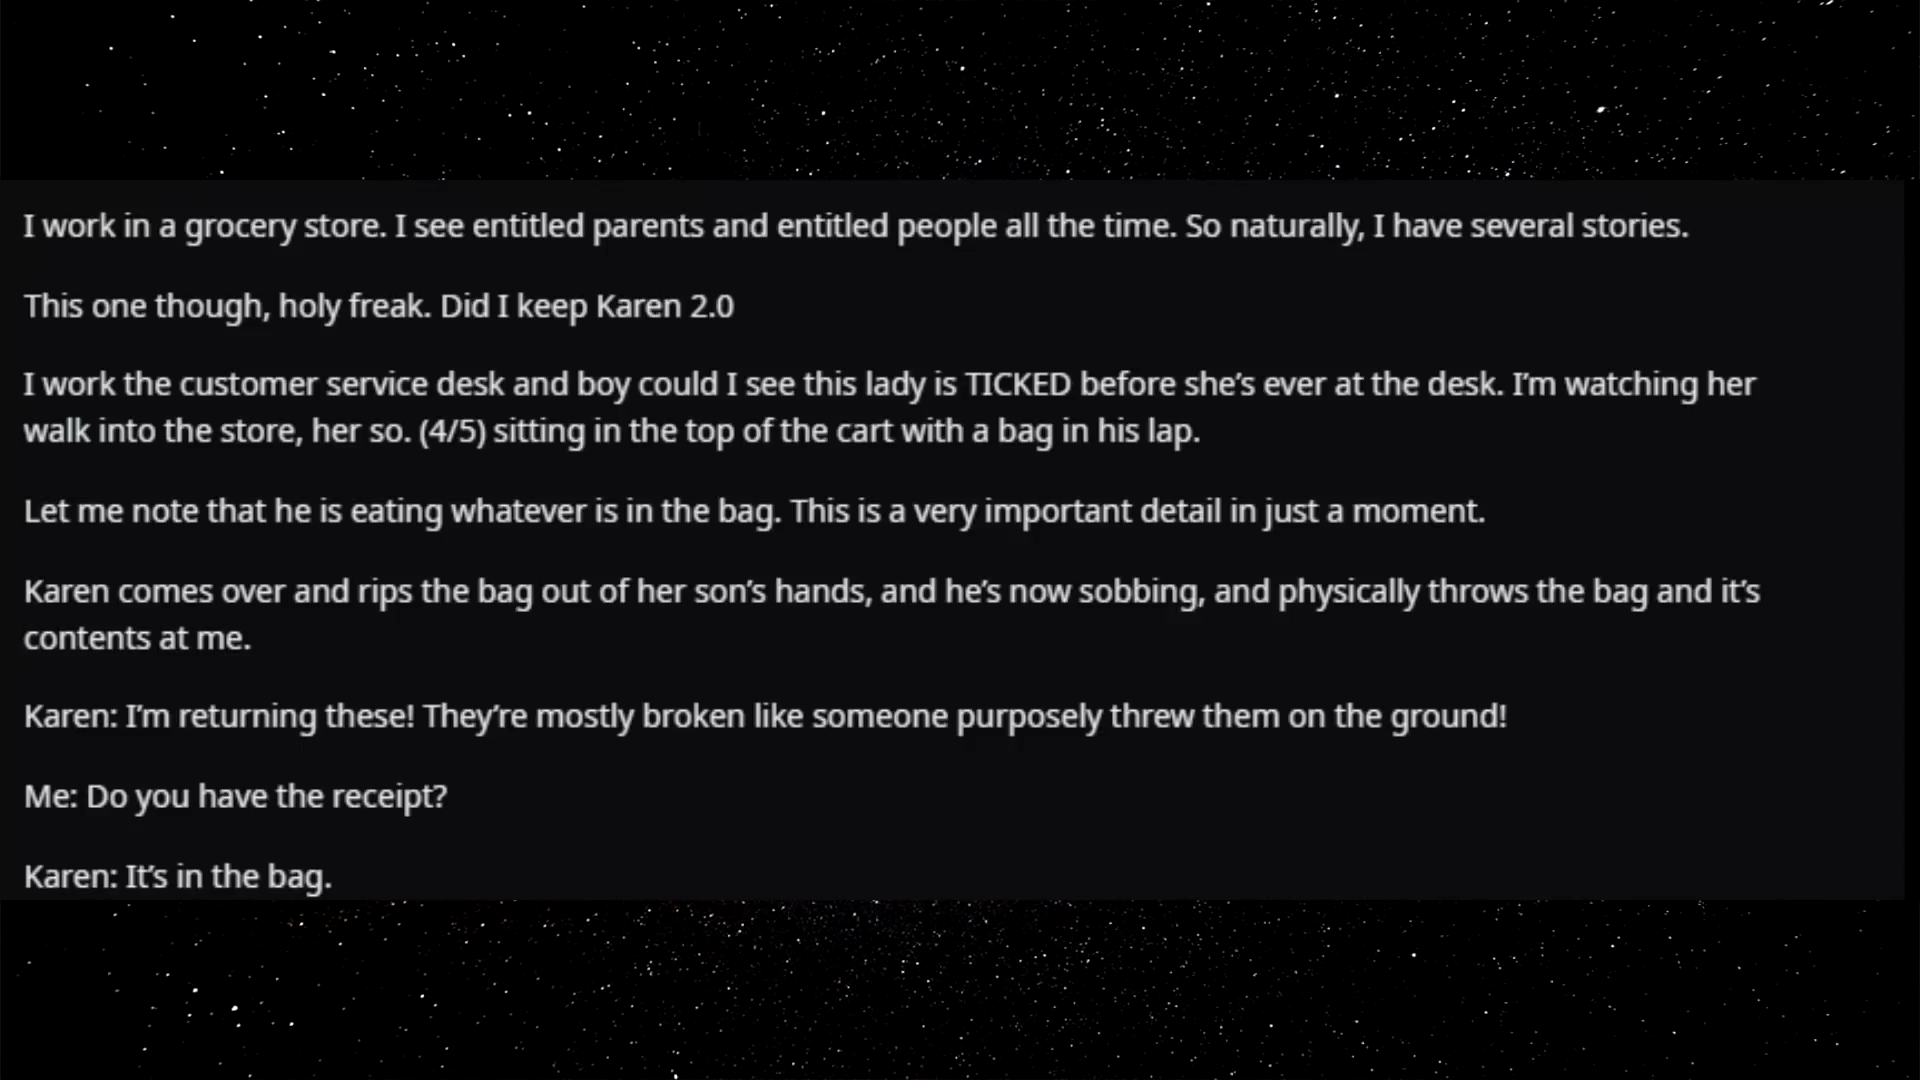 I work in a grocery store. I see entitled parents and entitled people all the time. So naturally, I have several stories.
This one though, holy freak. Did I keep Karen 2.0
I work the customer service desk and boy could I see this lady is TICKED before she’s ever at the desk. I’m watching her
walk into the store, her so. (4/5) sitting in the top of the cart with a bag in his lap.
Let me note that he is eating whatever is in the bag. This is a very important detail in just a moment.
Karen comes over and rips the bag out of her son’s hands, and he’s now sobbing, and physically throws the bag and it’s
contents at me.
Karen: I’m returning these! They’re mostly broken like someone purposely threw them on the ground!
Me: Do you have the receipt?
Karen: It’s in the bag.